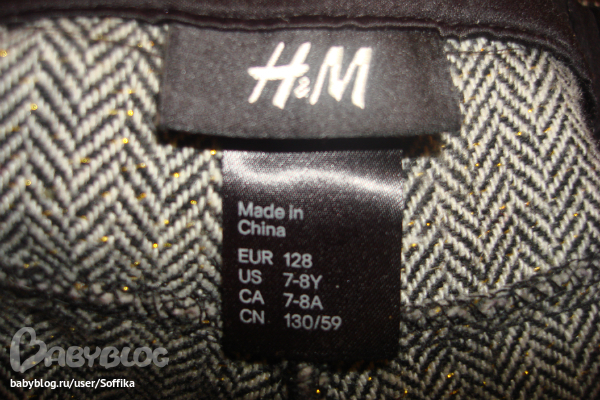 H&M
Made in
China
EUR 128
US 7-8Y
CA 7-8A
CN 130/59
BABYBLOG
babyblog.ru/user/Soffika